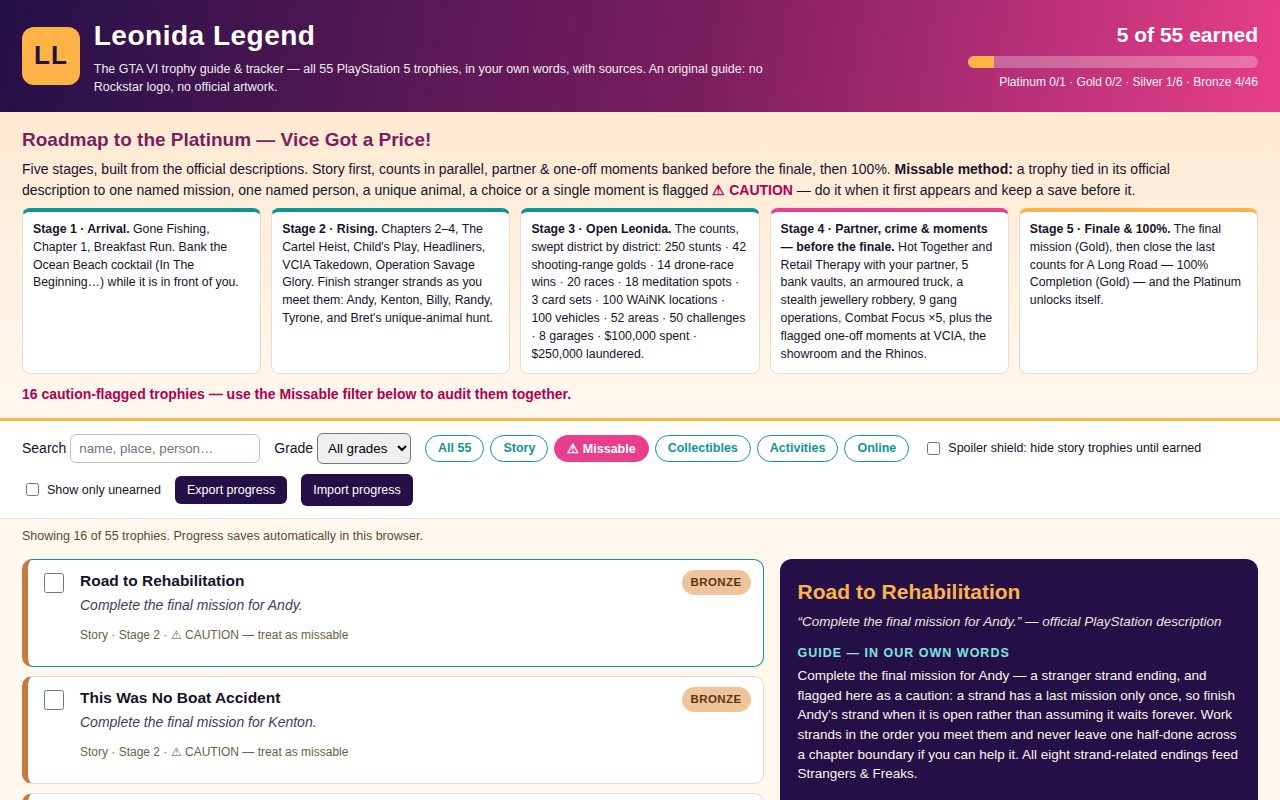 LL
Leonida Legend
The GTA VI trophy guide & tracker — all 55 PlayStation 5 trophies, in your own words, with sources. An original guide: no
Rockstar logo, no official artwork.
5 of 55 earned
Platinum 0/1 · Gold 0/2 · Silver 1/6 · Bronze 4/46
Roadmap to the Platinum — Vice Got a Price!
Five stages, built from the official descriptions. Story first, counts in parallel, partner & one-off moments banked before the finale, then 100%. Missable method: a trophy tied in its official
description to one named mission, one named person, a unique animal, a choice or a single moment is flagged ⚠ CAUTION — do it when it first appears and keep a save before it.
Stage 1 · Arrival. Gone Fishing,
Chapter 1, Breakfast Run. Bank the
Ocean Beach cocktail (In The
Beginning…) while it is in front of you.
Stage 2 · Rising. Chapters 2–4, The
Cartel Heist, Child's Play, Headliners,
VCIA Takedown, Operation Savage
Glory. Finish stranger strands as you
meet them: Andy, Kenton, Billy, Randy,
Tyrone, and Bret's unique-animal hunt.
Stage 3 · Open Leonida. The counts,
swept district by district: 250 stunts · 42
shooting-range golds · 14 drone-race
wins · 20 races · 18 meditation spots ·
3 card sets · 100 WAiNK locations ·
100 vehicles · 52 areas · 50 challenges
· 8 garages · $100,000 spent ·
$250,000 laundered.
Stage 4 · Partner, crime & moments
— before the finale. Hot Together and
Retail Therapy with your partner, 5
bank vaults, an armoured truck, a
stealth jewellery robbery, 9 gang
operations, Combat Focus ×5, plus the
flagged one-off moments at VCIA, the
showroom and the Rhinos.
Stage 5 · Finale & 100%. The final
mission (Gold), then close the last
counts for A Long Road — 100%
Completion (Gold) — and the Platinum
unlocks itself.
16 caution-flagged trophies — use the Missable filter below to audit them together.
Search name, place, person… Grade All grades All 55 Story ⚠ Missable Collectibles Activities Online Spoiler shield: hide story trophies until earned
Show only unearned Export progress Import progress
Showing 16 of 55 trophies. Progress saves automatically in this browser.
Road to Rehabilitation BRONZE
Complete the final mission for Andy.
Story · Stage 2 · ⚠ CAUTION — treat as missable
This Was No Boat Accident BRONZE
Complete the final mission for Kenton.
Story · Stage 2 · ⚠ CAUTION — treat as missable
Road to Rehabilitation
“Complete the final mission for Andy.” — official PlayStation description
GUIDE — IN OUR OWN WORDS
Complete the final mission for Andy — a stranger strand ending, and
flagged here as a caution: a strand has a last mission only once, so finish
Andy's strand when it is open rather than assuming it waits forever. Work
strands in the order you meet them and never leave one half-done across
a chapter boundary if you can help it. All eight strand-related endings feed
Strangers & Freaks.